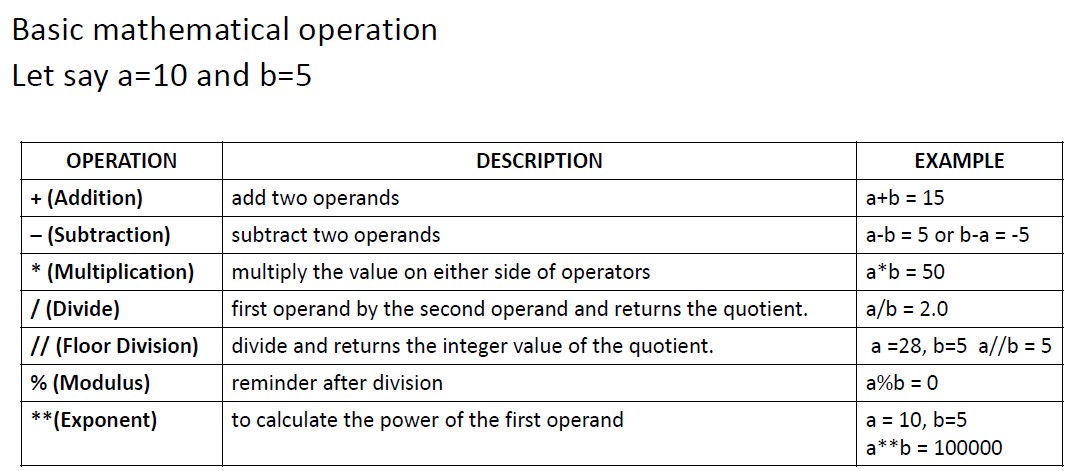 Basic mathematical operation
Let say a=10 and b=5
OPERATION DESCRIPTION EXAMPLE
+ (Addition) add two operands a+b = 15
– (Subtraction) subtract two operands a-b = 5 or b-a = -5
* (Multiplication) multiply the value on either side of operators a*b = 50
/ (Divide) first operand by the second operand and returns the quotient. a/b = 2.0
// (Floor Division) divide and returns the integer value of the quotient. a =28, b=5 a//b = 5
% (Modulus) reminder after division a%b = 0
**(Exponent) to calculate the power of the first operand a = 10, b=5
a**b = 100000